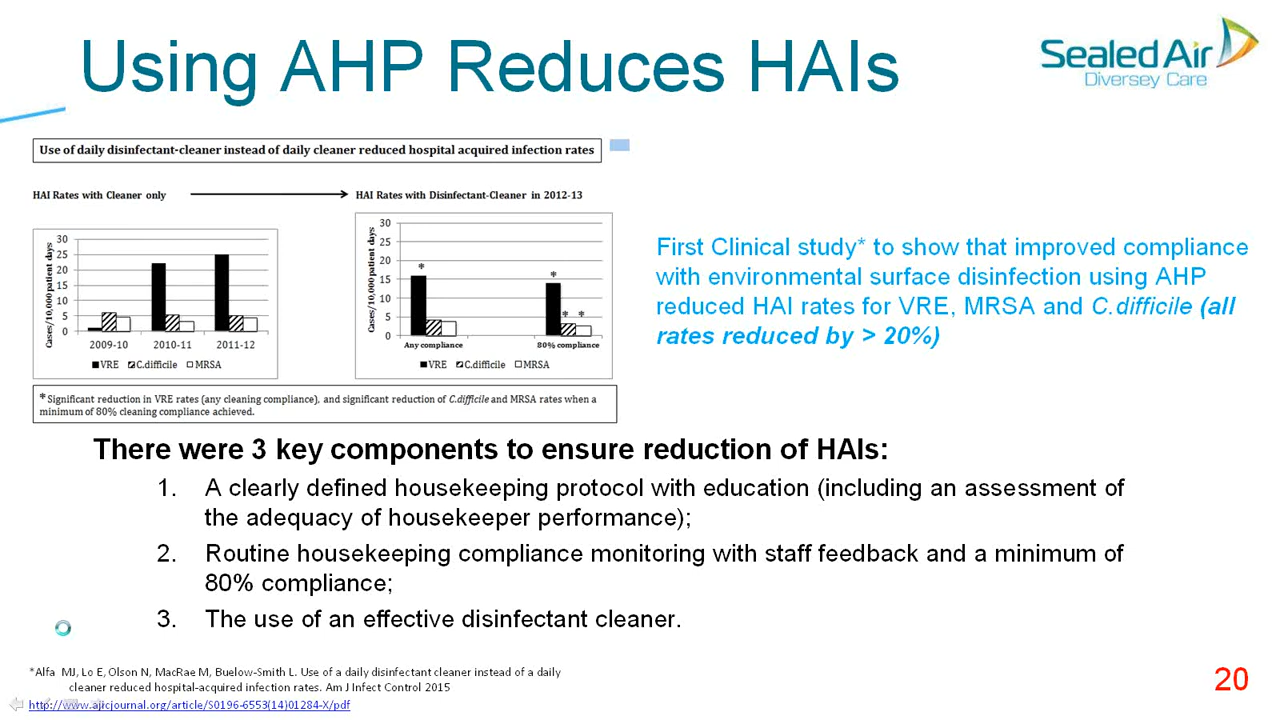 Using AHP Reduces HAIs
Sealed Air
Diversey Care
Use of daily disinfectant-cleaner instead of daily cleaner reduced hospital acquired infection rates
HAI Rates with Cleaner only
HAI Rates with Disinfectant-Cleaner in 2012-13
Cases/10,000 patient days
30
25
20
15
10
5
0
2009-10 2010-11 2011-12
VRE C.difficile MRSA
Cases/10,000 patient days
30
25
20
15
10
5
0
*
*
* *
Any compliance 80% compliance
VRE C.difficile MRSA
* Significant reduction in VRE rates (any cleaning compliance), and significant reduction of C.difficile and MRSA rates when a
minimum of 80% cleaning compliance achieved.
First Clinical study* to show that improved compliance
with environmental surface disinfection using AHP
reduced HAI rates for VRE, MRSA and C.difficile (all
rates reduced by > 20%)
There were 3 key components to ensure reduction of HAIs:
1. A clearly defined housekeeping protocol with education (including an assessment of
the adequacy of housekeeper performance);
2. Routine housekeeping compliance monitoring with staff feedback and a minimum of
80% compliance;
3. The use of an effective disinfectant cleaner.
*Alfa MJ, Lo E, Olson N, MacRae M, Buelow-Smith L. Use of a daily disinfectant cleaner instead of a daily
cleaner reduced hospital-acquired infection rates. Am J Infect Control 2015
http://www.ajicjournal.org/article/S0196-6553(14)01284-X/pdf
20